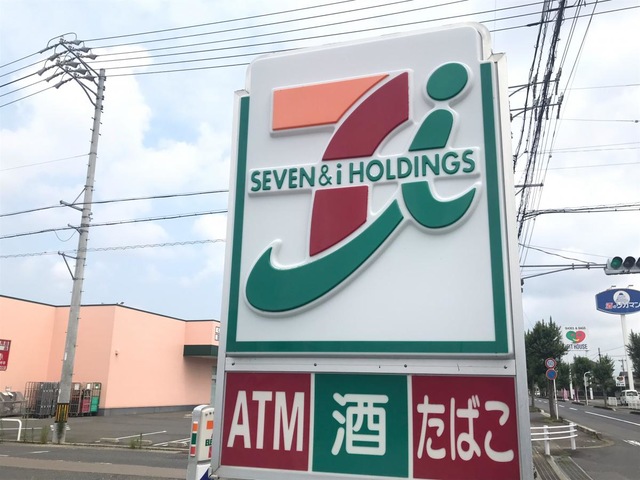 SEVEN & i HOLDINGS
ATM 酒 たばこ